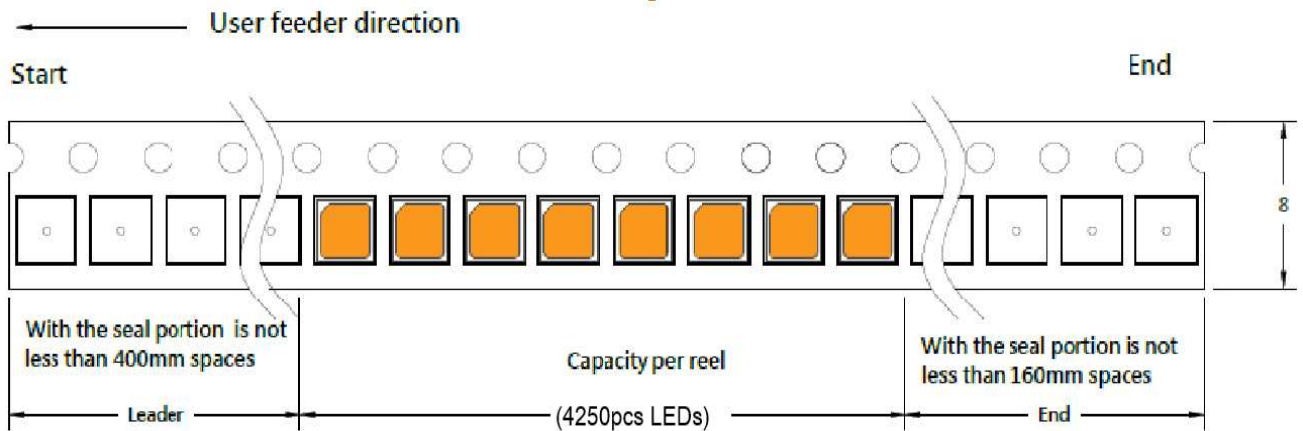 User feeder direction
Start
End
8
With the seal portion is not
less than 400mm spaces
Capacity per reel
With the seal portion is not
less than 160mm spaces
Leader
(4250pcs LEDs)
End